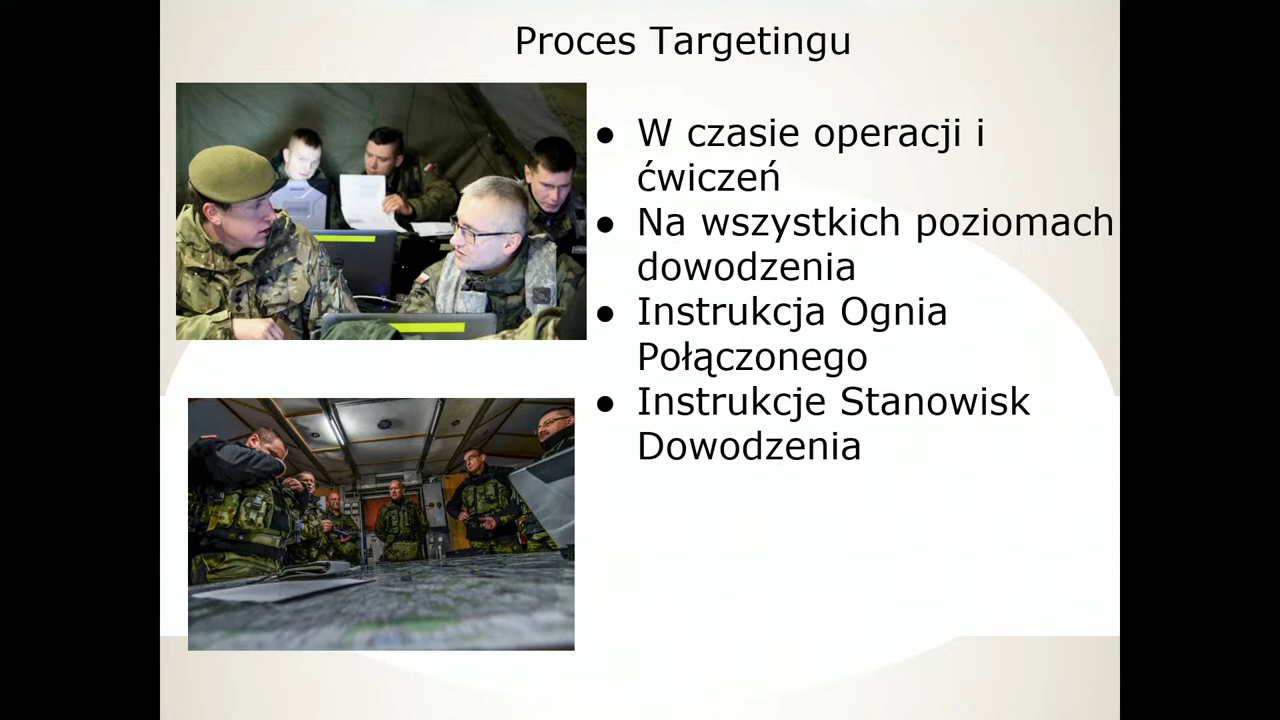 Proces Targetingu
● W czasie operacji i
ćwiczeń
● Na wszystkich poziomach
dowodzenia
● Instrukcja Ognia
Połączonego
● Instrukcje Stanowisk
Dowodzenia